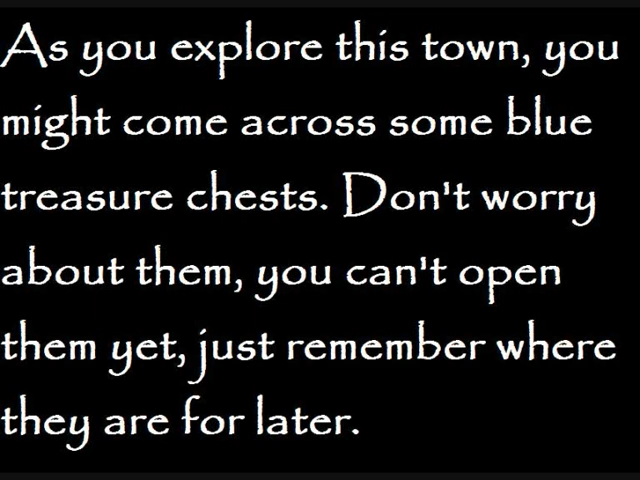 As you explore this town, you
might come across some blue
treasure chests. Don't worry
about them, you can't open
them yet, just remember where
they are for later.